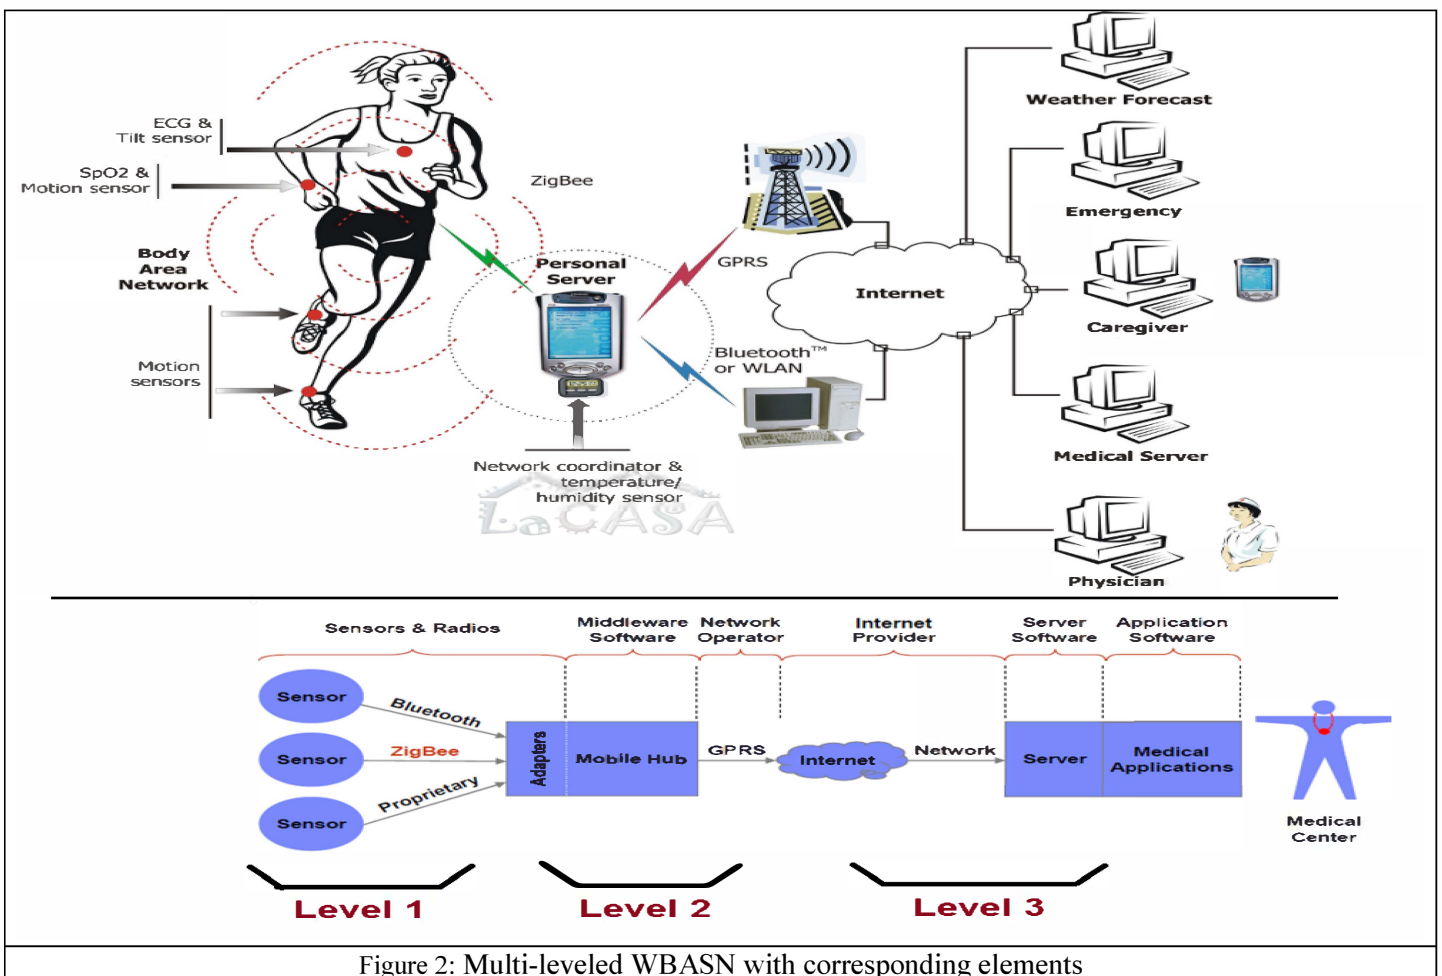 Weather Forecast
ECG &
Tilt sensor
SpO2 &
Motion sensor
ZigBee
Emergency
Body
Area
Network
Personal
Server
GPRS
Internet
Caregiver
Motion
sensors
Bluetooth™
or WLAN
Medical Server
Network coordinator &
temperature/
humidity sensor
LaCASA
Physician
Sensors & Radios
Middleware
Software
Network
Operator
Internet
Provider
Server
Software
Application
Software
Sensor
Bluetooth
Sensor
ZigBee
Sensor
Proprietary
Adapters
Mobile Hub
GPRS
Internet
Network
Server
Medical
Applications
Medical
Center
Level 1
Level 2
Level 3
Figure 2: Multi-leveled WBASN with corresponding elements